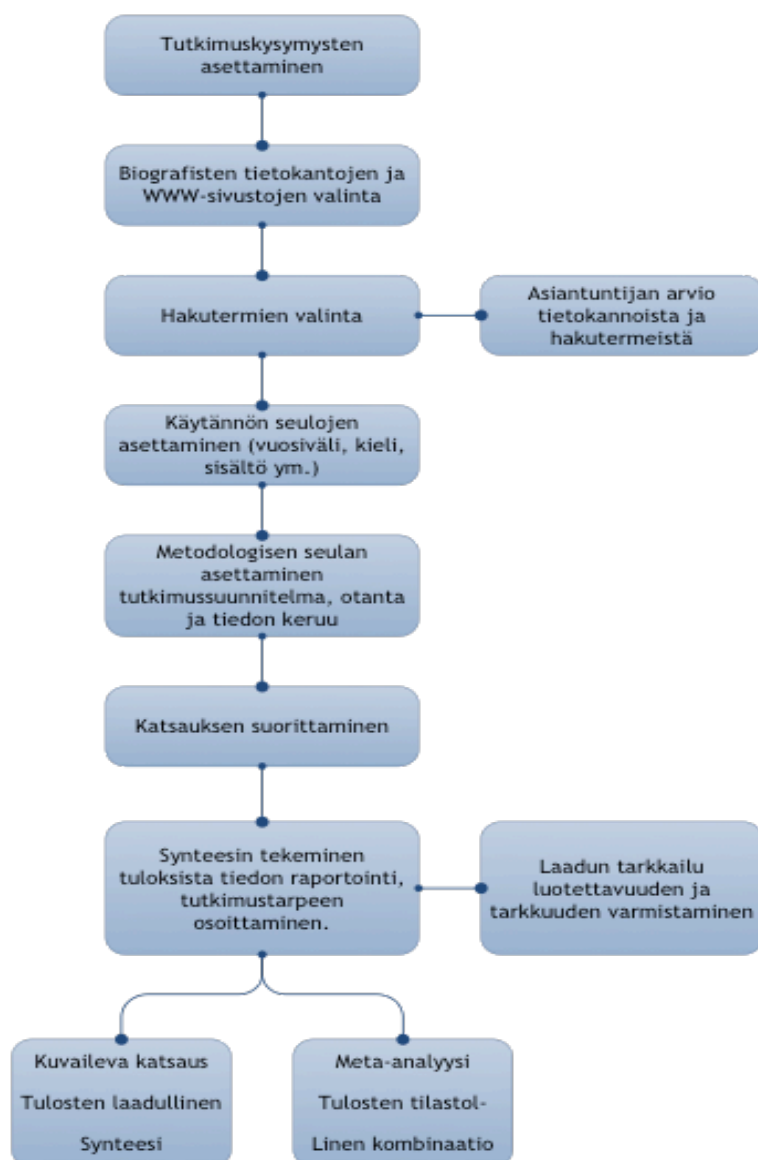 Tutkimuskysymysten
asettaminen
Biografisten tietokantojen ja
WWW-sivustojen valinta
Hakutermien valinta
Asiantuntijan arvio
tietokannoista ja
hakutermeistä
Käytännön seulojen
asettaminen (vuosiväli, kieli,
sisältö ym.)
Metodologisen seulan
asettaminen
tutkimussuunnitelma, otanta
ja tiedon keruu
Katsauksen suorittaminen
Synteesin tekeminen
tuloksista tiedon raportointi,
tutkimustarpeen
osoittaminen.
Laadun tarkkailu
luotettavuuden ja
tarkkuuden varmistaminen
Kuvaileva katsaus
Tulosten laadullinen
Synteesi
Meta-analyysi
Tulosten tilastol-
Linen kombinaatio